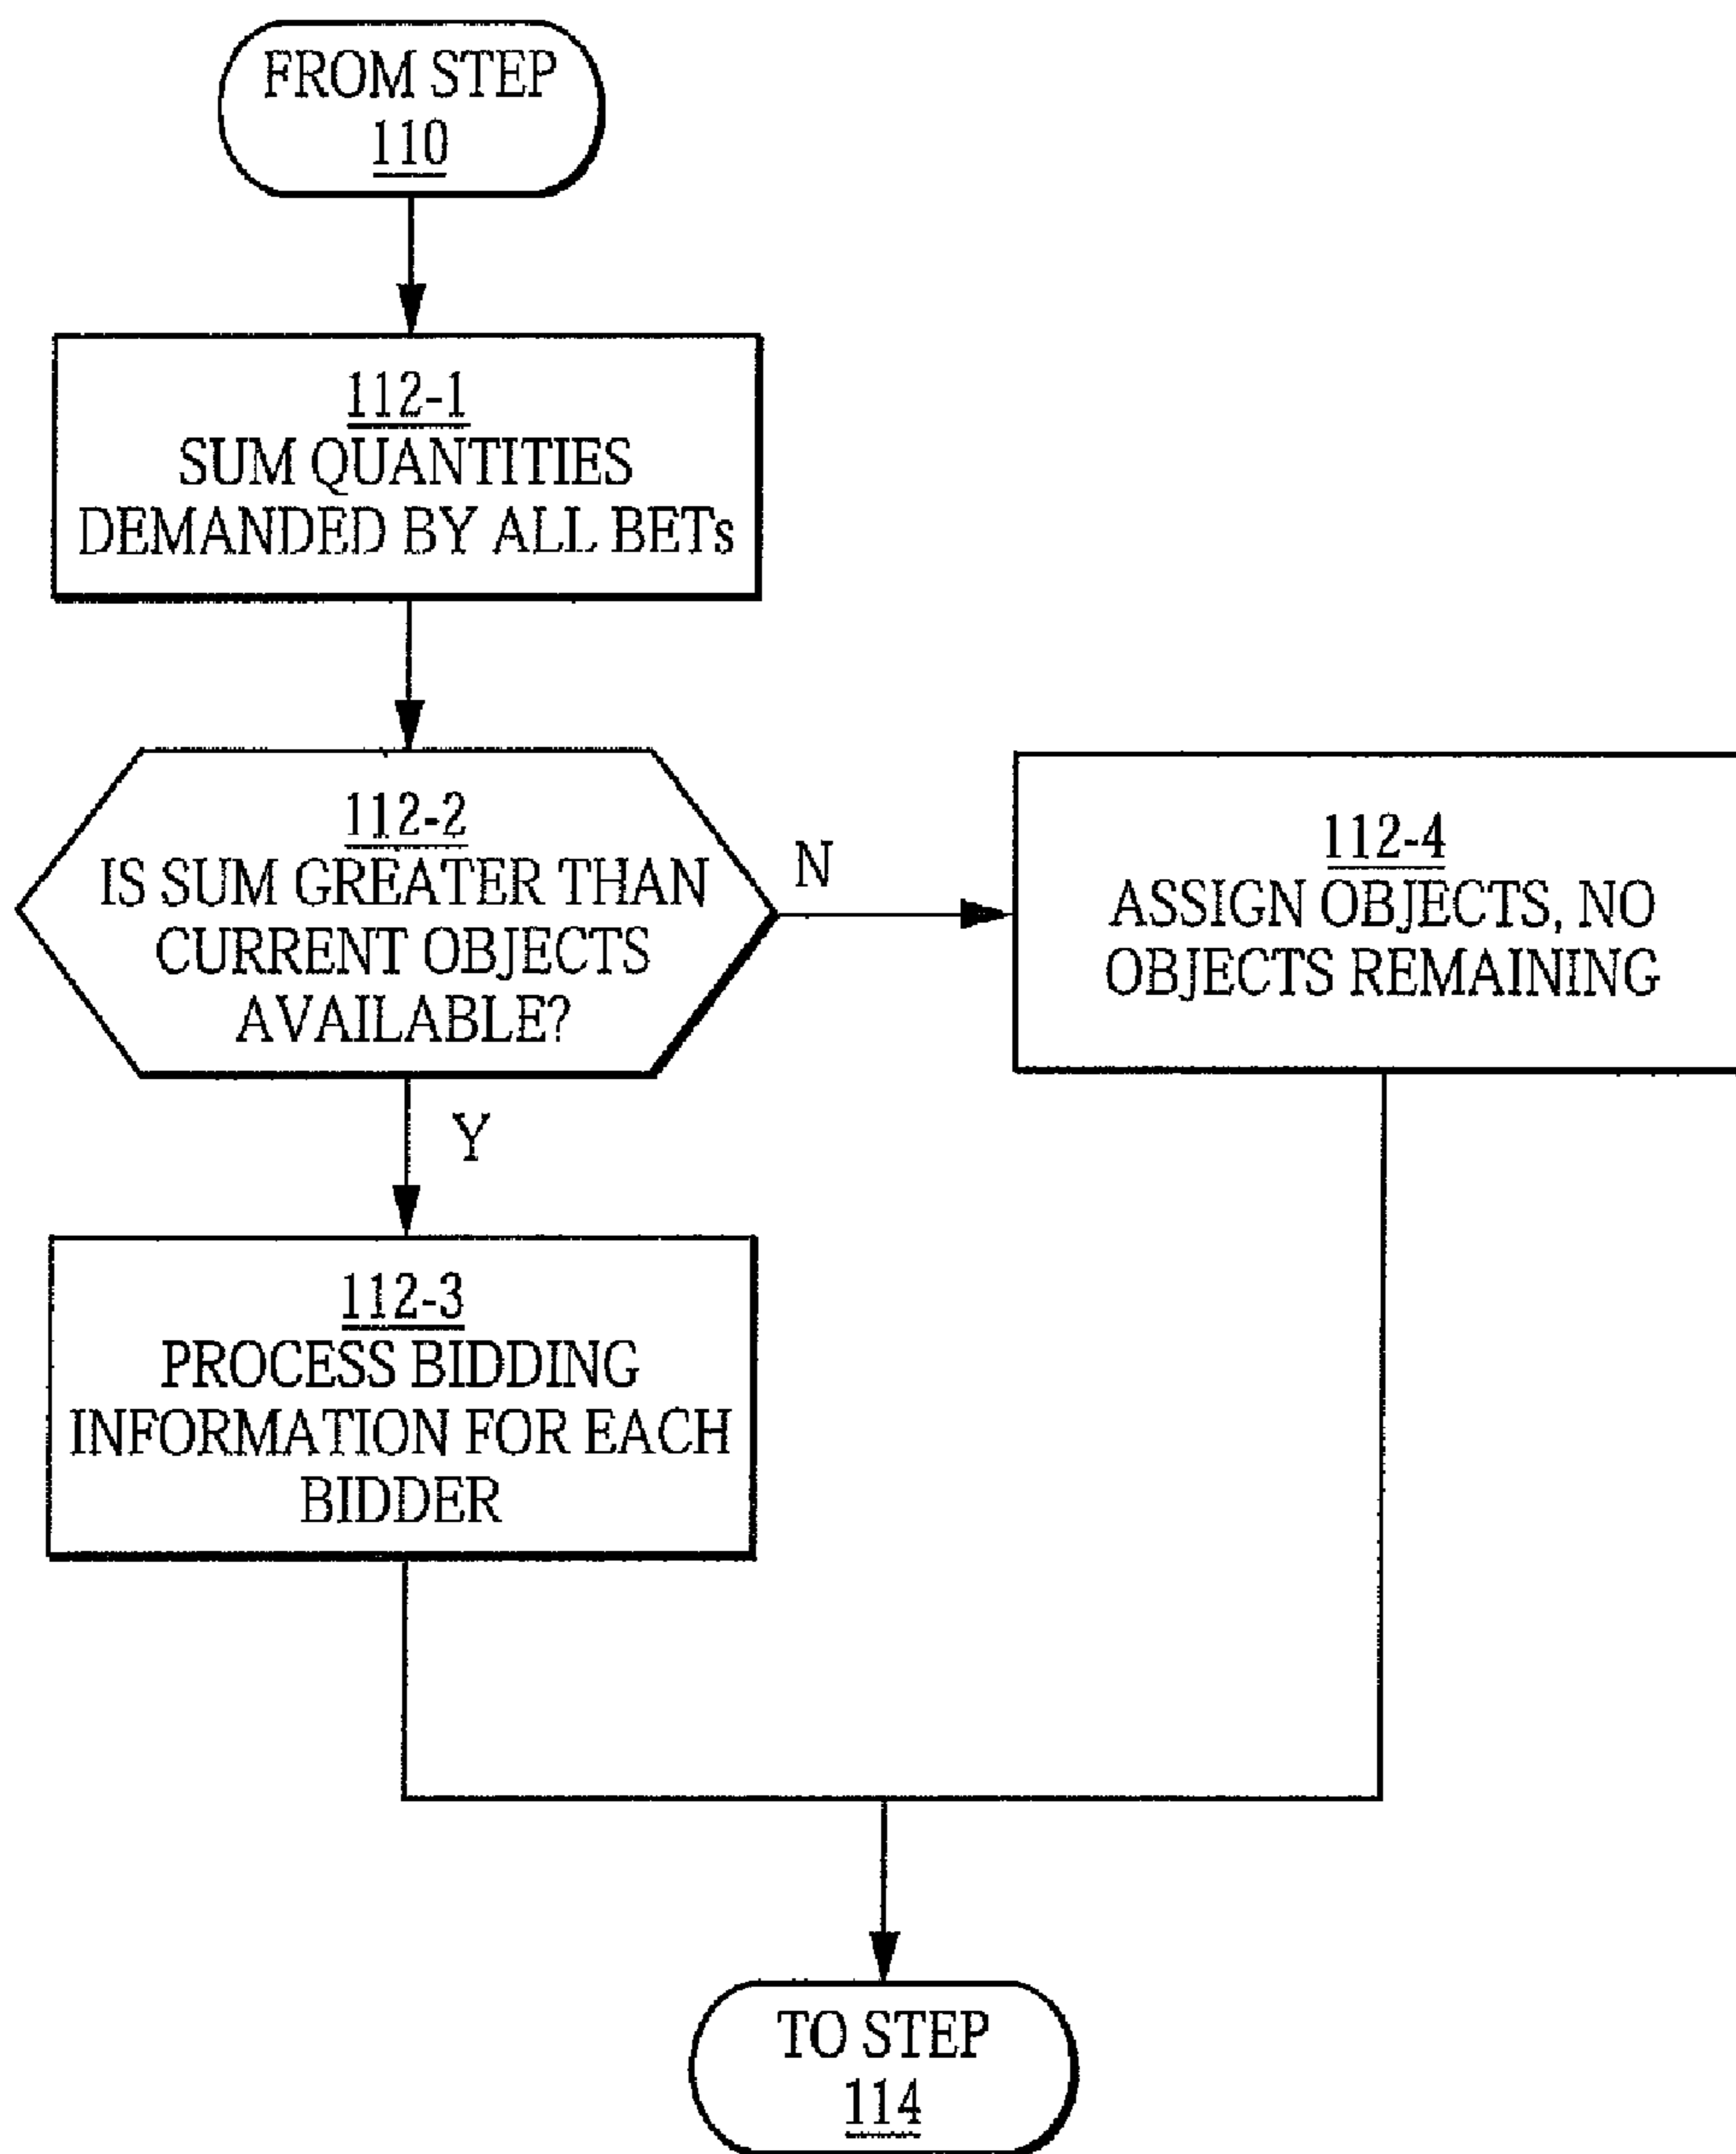 FROM STEP
110
112-1
SUM QUANTITIES
DEMANDED BY ALL BETs
112-2
IS SUM GREATER THAN
CURRENT OBJECTS
AVAILABLE?
N
112-4
ASSIGN OBJECTS, NO
OBJECTS REMAINING
Y
112-3
PROCESS BIDDING
INFORMATION FOR EACH
BIDDER
TO STEP
114